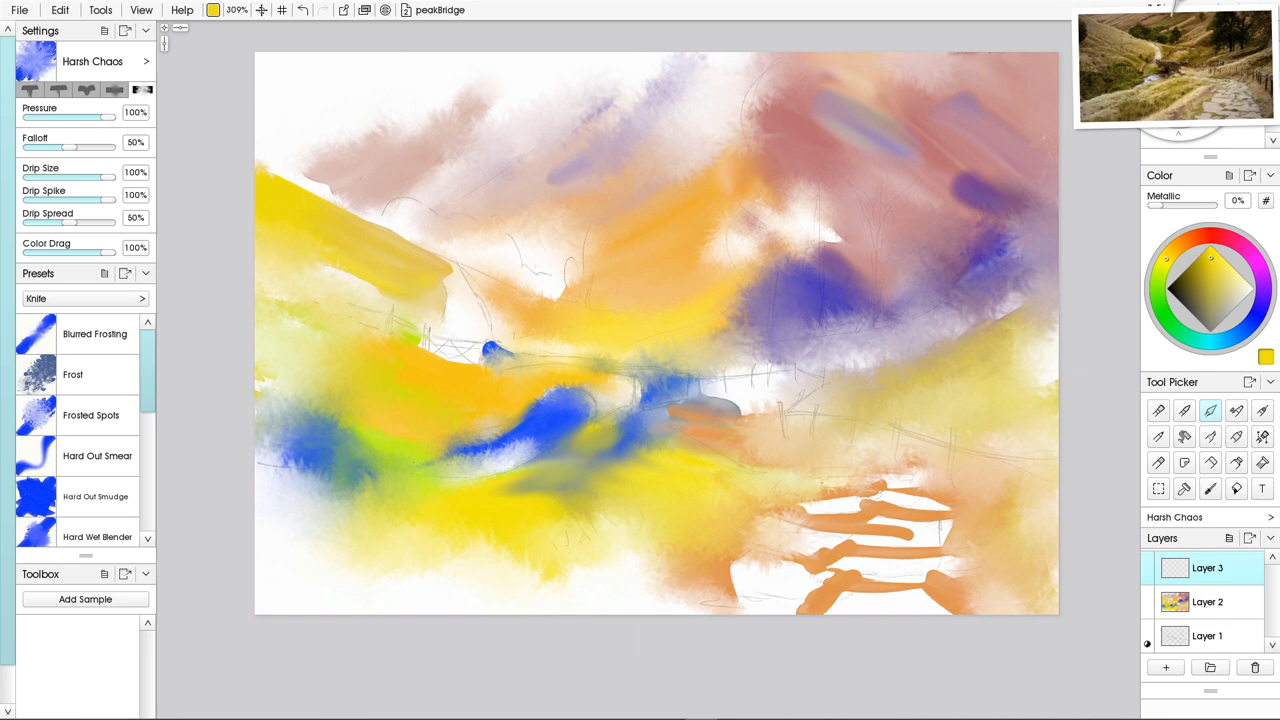 File Edit Tools View Help 309% peakBridge
Settings
Harsh Chaos >
Pressure
100%
Falloff
50%
Drip Size
100%
Drip Spike
100%
Drip Spread
50%
Color Drag
100%
Presets
Knife >
Blurred Frosting
Frost
Frosted Spots
Hard Out Smear
Hard Out Smudge
Hard Wet Blender
Toolbox
Add Sample
Color
Metallic
0% #
Tool Picker
T
Harsh Chaos >
Layers
Layer 3
Layer 2
Layer 1
+